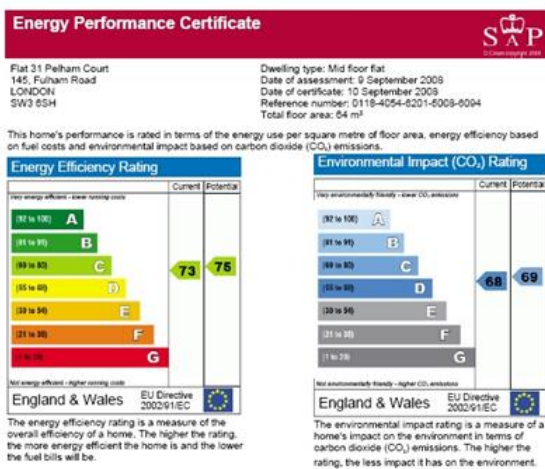 Energy Performance Certificate
SAP
Flat 31 Pelham Court
145, Fulham Road
LONDON
SW3 6SH
Dwelling type: Mid floor flat
Date of assessment: 9 September 2008
Date of certificate: 10 September 2008
Reference number: 0118-4054-6201-5008-6094
Total floor area: 64 m²
This home's performance is rated in terms of the energy use per square metre of floor area, energy efficiency based
on fuel costs and environmental impact based on carbon dioxide (CO₂) emissions.
Energy Efficiency Rating
Current Potential
Very energy efficient - lower running costs
(92 to 100) A
(81 to 91) B
(69 to 80) C
73 75
(55 to 68) D
(39 to 54) E
(21 to 38) F
(1 to 20) G
Not energy efficient - higher running costs
England & Wales
EU Directive
2002/91/EC
The energy efficiency rating is a measure of the
overall efficiency of a home. The higher the rating,
the more energy efficient the home is and the lower
the fuel bills will be.
Environmental Impact (CO₂) Rating
Current Potential
Very environmentally friendly - lower CO₂ emissions
(92 to 100) A
(81 to 91) B
(69 to 80) C
(55 to 68) D
68 69
(39 to 54) E
(21 to 38) F
(1 to 20) G
Not environmentally friendly - higher CO₂ emissions
England & Wales
EU Directive
2002/91/EC
The environmental impact rating is a measure of a
home's impact on the environment in terms of
carbon dioxide (CO₂) emissions. The higher the
rating, the less impact it has on the environment.